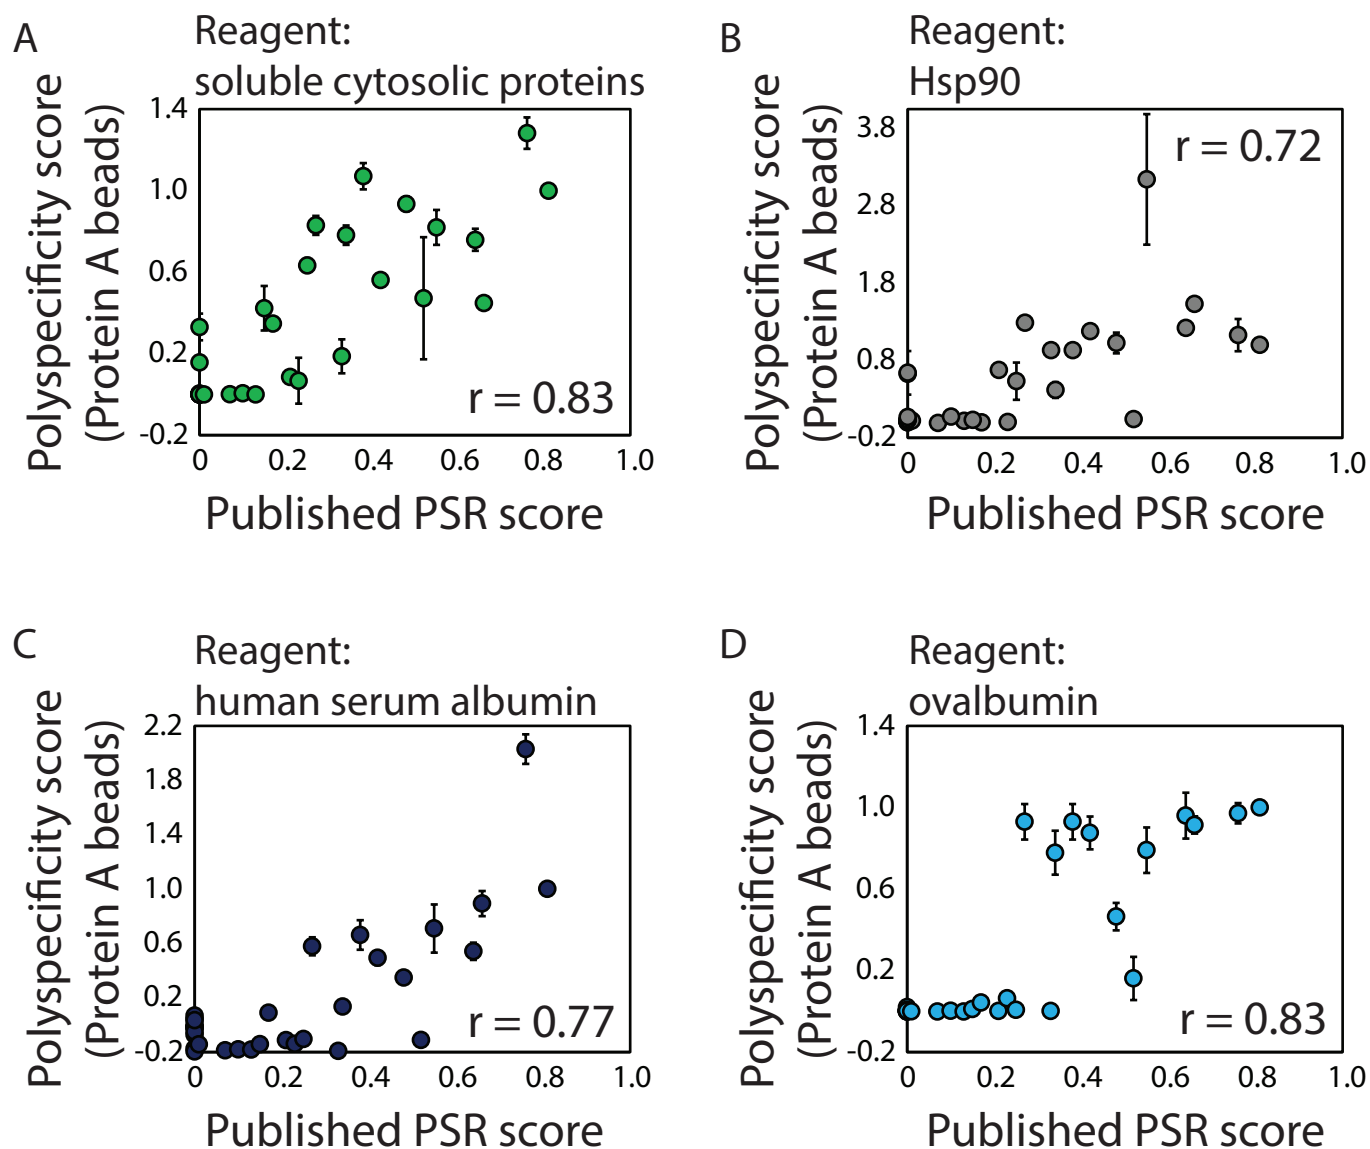 A
Reagent:
soluble cytosolic proteins
Polyspecificity score
(Protein A beads)
1.4
1.0
0.6
0.2
-0.2
r = 0.83
0 0.2 0.4 0.6 0.8 1.0
Published PSR score
B
Reagent:
Hsp90
Polyspecificity score
(Protein A beads)
3.8
2.8
1.8
0.8
-0.2
r = 0.72
0 0.2 0.4 0.6 0.8 1.0
Published PSR score
C
Reagent:
human serum albumin
Polyspecificity score
(Protein A beads)
2.2
1.8
1.4
1.0
0.6
0.2
-0.2
r = 0.77
0 0.2 0.4 0.6 0.8 1.0
Published PSR score
D
Reagent:
ovalbumin
Polyspecificity score
(Protein A beads)
1.4
1.0
0.6
0.2
-0.2
r = 0.83
0 0.2 0.4 0.6 0.8 1.0
Published PSR score